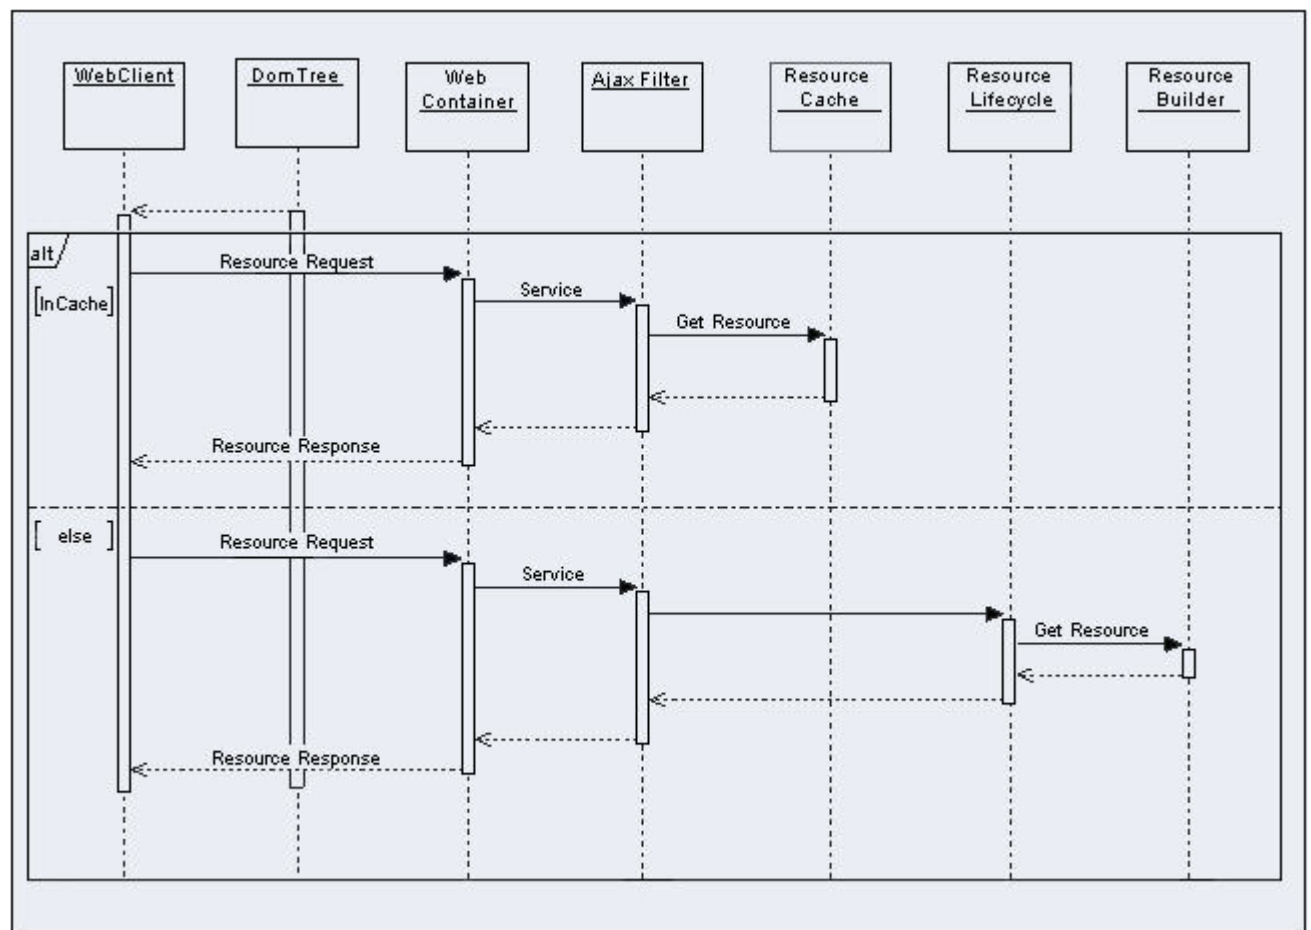 WebClient
DomTree
Web
Container
Ajax Filter
Resource
Cache
Resource
Lifecycle
Resource
Builder
alt
[InCache]
Resource Request
Service
Get Resource
Resource Response
[ else ]
Resource Request
Service
Get Resource
Resource Response